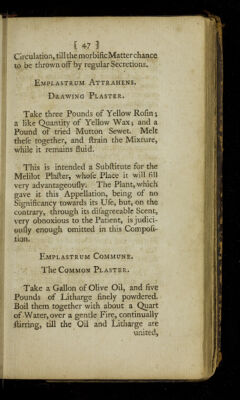 [ 47 ]
Circulation, till the morbific Matter chance
to be thrown off by regular Secretions.
EMPLASTRUM ATTRAHENS.
DRAWING PLASTER.
Take three Pounds of Yellow Rosin;
a like Quantity of Yellow Wax; and a
Pound of tried Mutton Sewet. Melt
theſe together, and ſtrain the Mixture,
while it remains fluid.
This is intended a Subſtitute for the
Melilot Plaſter, whoſe Place it will fill
very advantageouſly. The Plant, which
gave it this Appellation, being of no
Significancy towards its Uſe, but, on the
contrary, through its diſagreeable Scent,
very obnoxious to the Patient, is judici-
ouſly enough omitted in this Compoſi-
tion.
EMPLASTRUM COMMUNE.
The COMMON PLASTER.
Take a Gallon of Olive Oil, and five
Pounds of Litharge finely powdered.
Boil them together with about a Quart
of Water, over a gentle Fire, continually
ſtirring, till the Oil and Litharge are
united,